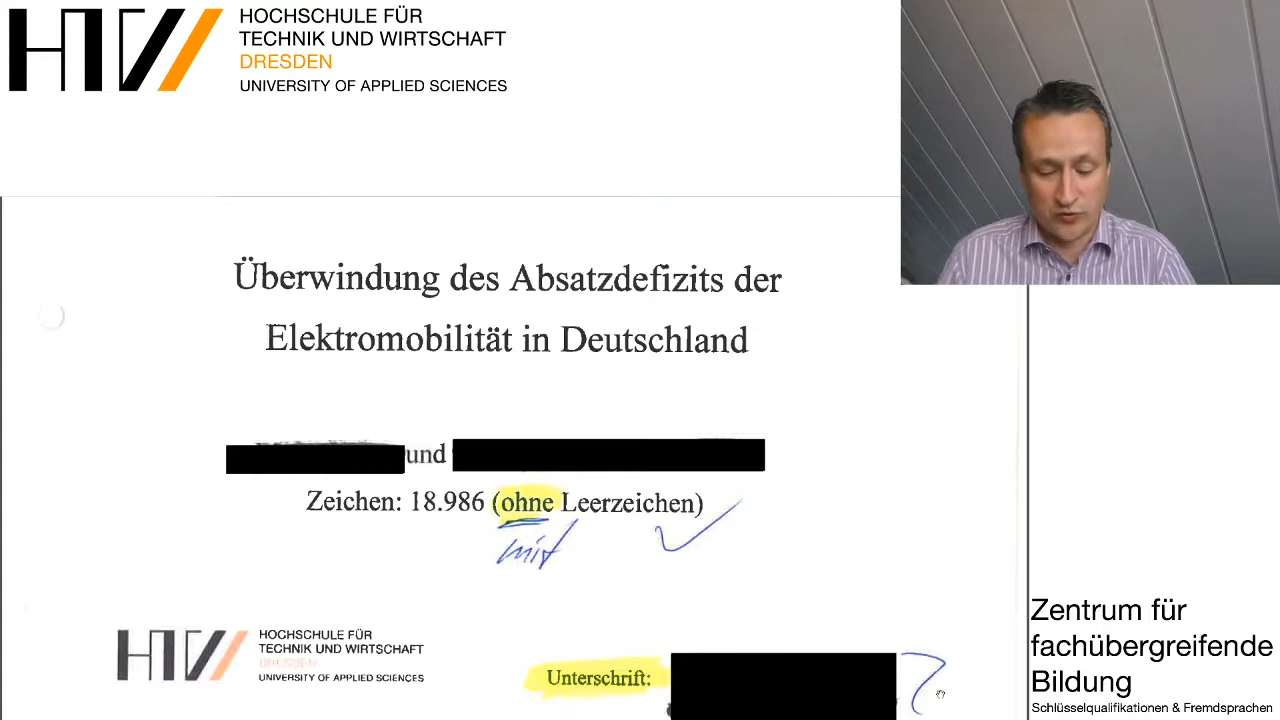 HOCHSCHULE FÜR
TECHNIK UND WIRTSCHAFT
DRESDEN
UNIVERSITY OF APPLIED SCIENCES
Überwindung des Absatzdefizits der
Elektromobilität in Deutschland
und
Zeichen: 18.986 (ohne Leerzeichen)
mit
HOCHSCHULE FÜR
TECHNIK UND WIRTSCHAFT
DRESDEN
UNIVERSITY OF APPLIED SCIENCES
Unterschrift:
Zentrum für
fachübergreifende
Bildung
Schlüsselqualifikationen & Fremdsprachen